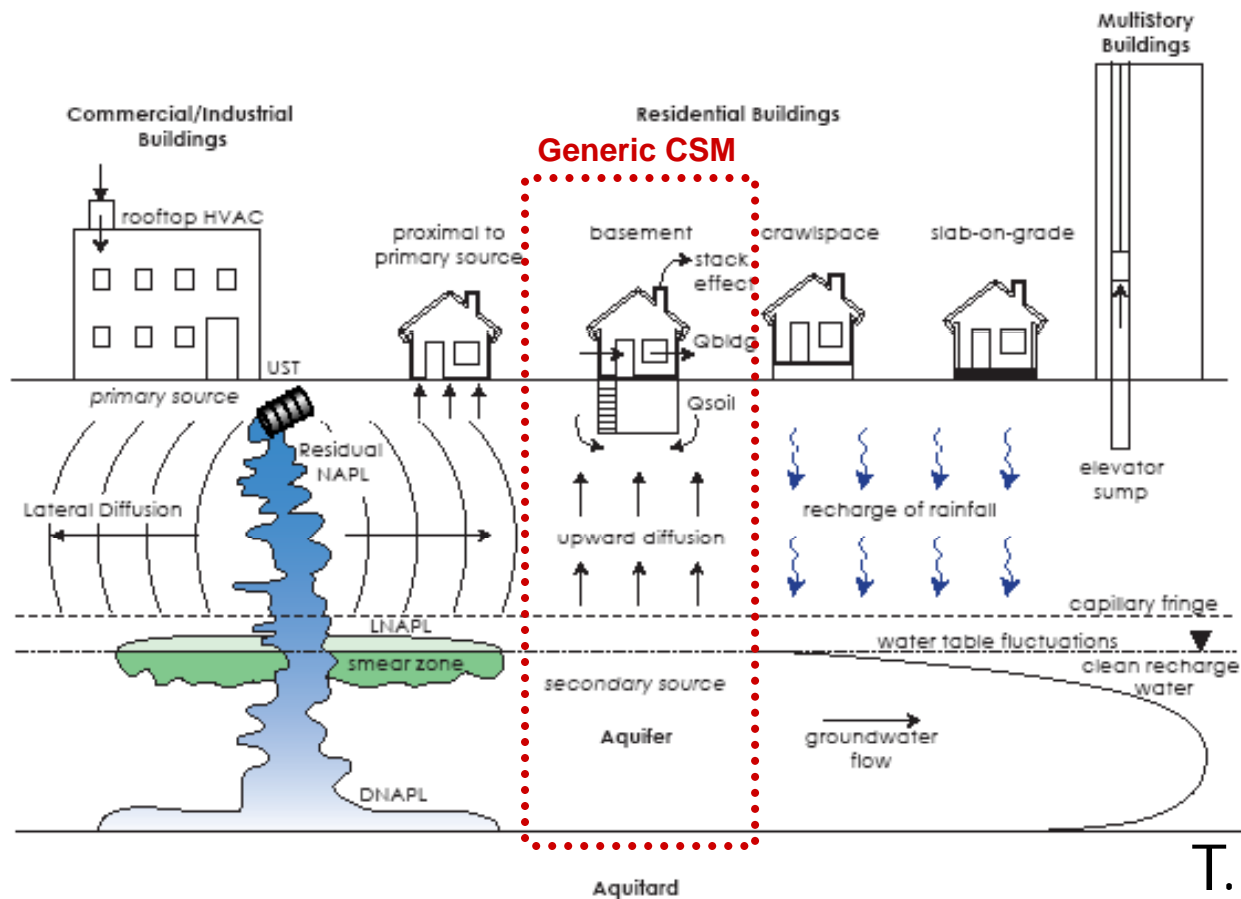 MultiStory
Buildings
Commercial/Industrial
Buildings
Residential Buildings
Generic CSM
rooftop HVAC
proximal to
primary source
basement
stack
effect
crawlspace
slab-on-grade
Qbldg
UST
primary source
Qsoil
Residual
NAPL
elevator
sump
Lateral Diffusion
upward diffusion
recharge of rainfall
capillary fringe
LNAPL
water table fluctuations
smear zone
clean recharge
water
secondary source
Aquifer
groundwater
flow
DNAPL
T.
Aquitard